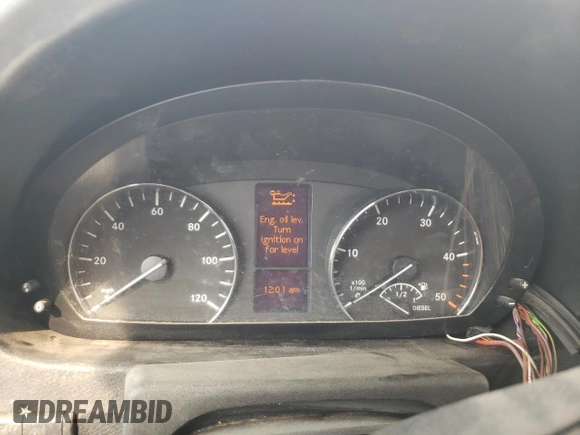 Eng. oil lev.
Turn
ignition on
for level
12:01 am
20
40
60
80
100
120
mph
10
20
30
40
50
x100
1/min
1/2
DIESEL
DREAMBID